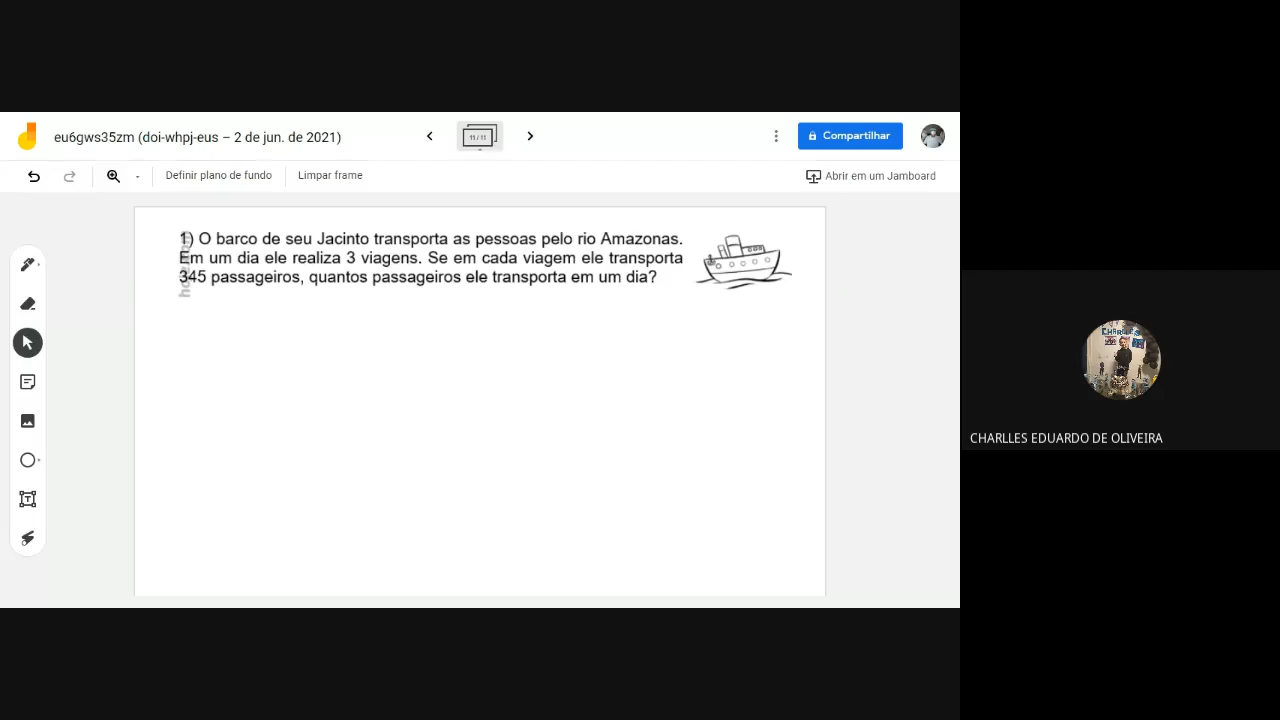 eu6gws35zm (doi-whpj-eus – 2 de jun. de 2021)
11 / 11
Compartilhar
Definir plano de fundo
Limpar frame
Abrir em um Jamboard
1) O barco de seu Jacinto transporta as pessoas pelo rio Amazonas.
Em um dia ele realiza 3 viagens. Se em cada viagem ele transporta
345 passageiros, quantos passageiros ele transporta em um dia?
CHARLLES
CHARLLES EDUARDO DE OLIVEIRA